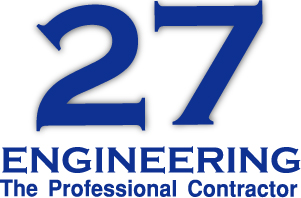 27
ENGINEERING
The Professional Contractor